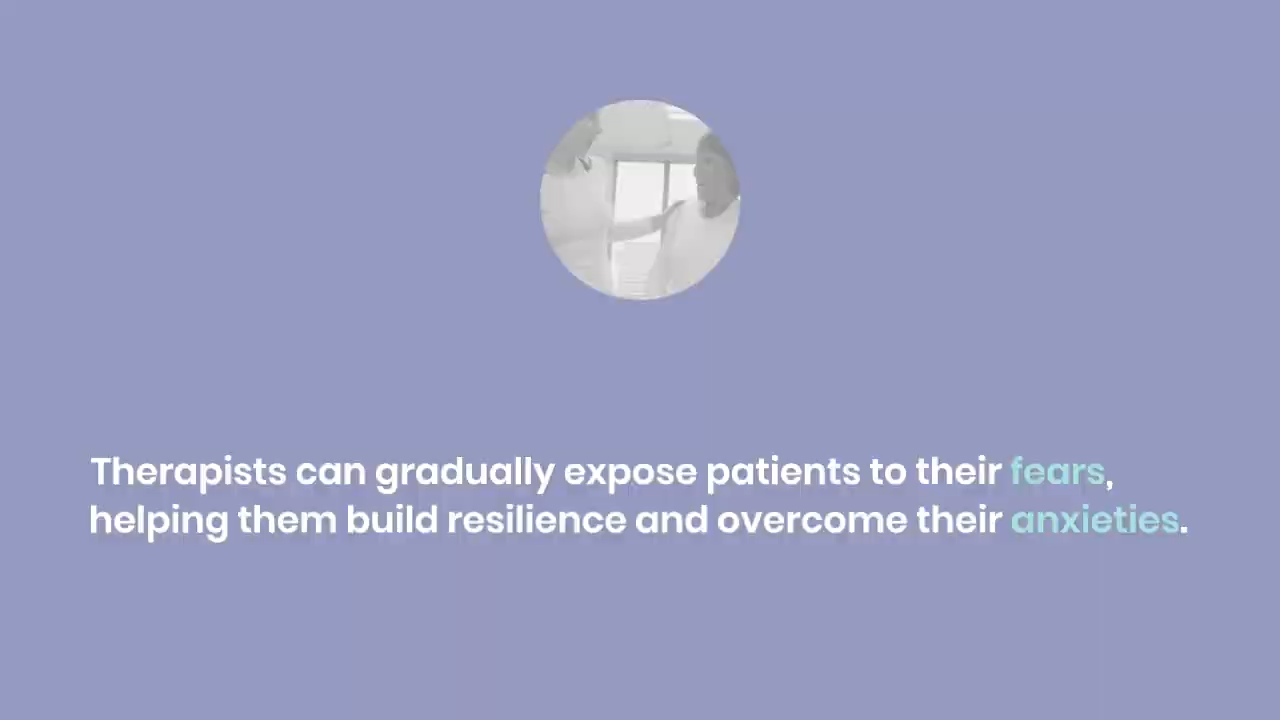 Therapists can gradually expose patients to their fears,
helping them build resilience and overcome their anxieties.